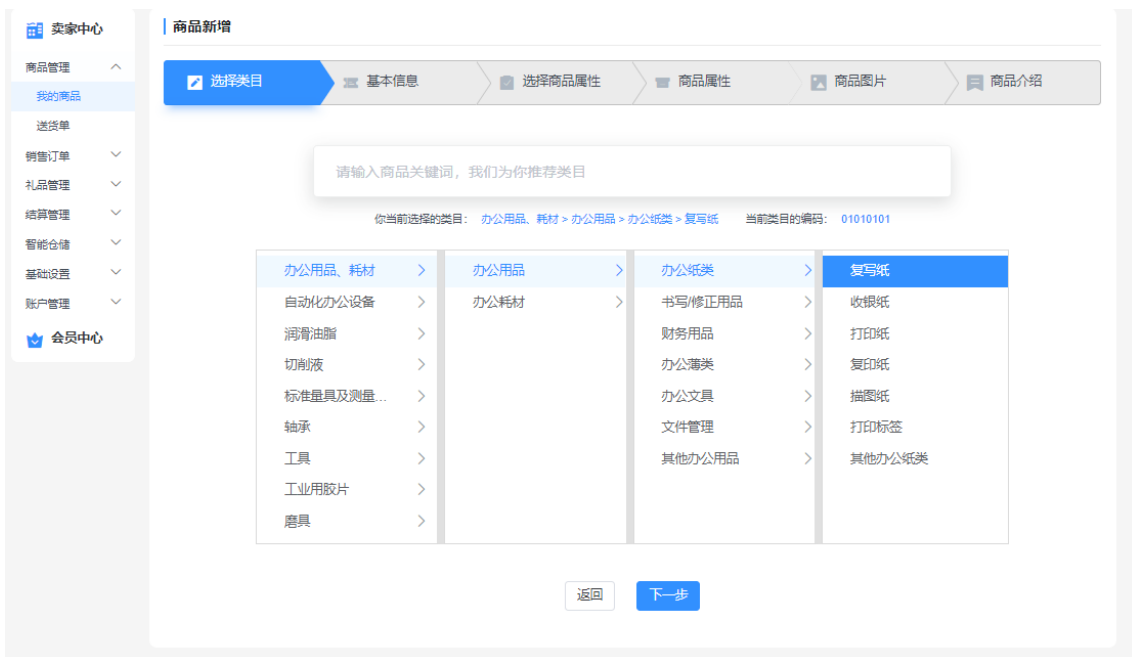 卖家中心
商品管理
我的商品
送货单
销售订单
礼品管理
结算管理
智能仓储
基础设置
账户管理
会员中心
商品新增
选择类目 基本信息 选择商品属性 商品属性 商品图片 商品介绍
请输入商品关键词，我们为你推荐类目
你当前选择的类目： 办公用品、耗材 > 办公用品 > 办公纸类 > 复写纸 当前类目的编码： 01010101
办公用品、耗材 办公用品 办公纸类 复写纸
自动化办公设备 办公耗材 书写/修正用品 收银纸
润滑油脂 财务用品 打印纸
切削液 办公薄类 复印纸
标准量具及测量... 办公文具 描图纸
轴承 文件管理 打印标签
工具 其他办公用品 其他办公纸类
工业用胶片
磨具
返回 下一步